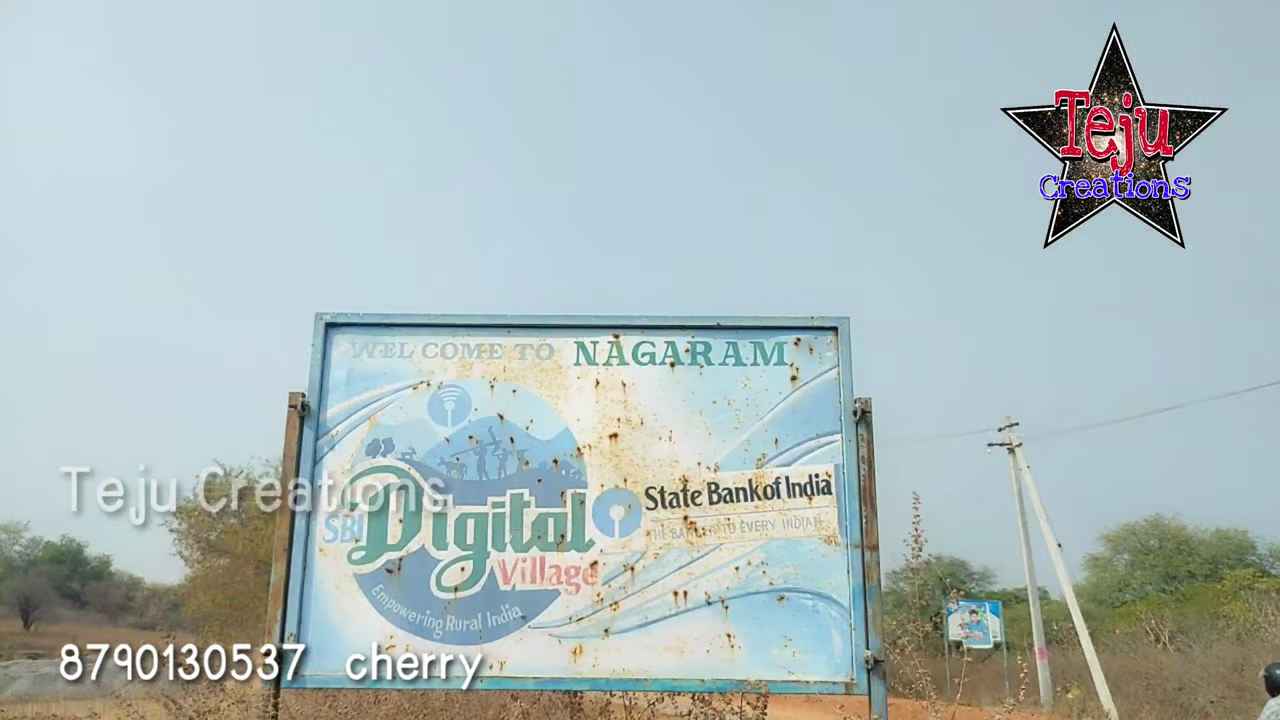 Teju
Creations
WEL COME TO NAGARAM
SBI Digital
Village
Empowering Rural India
State Bank of India
THE BANKER TO EVERY INDIAN
Teju Creations
8790130537 cherry